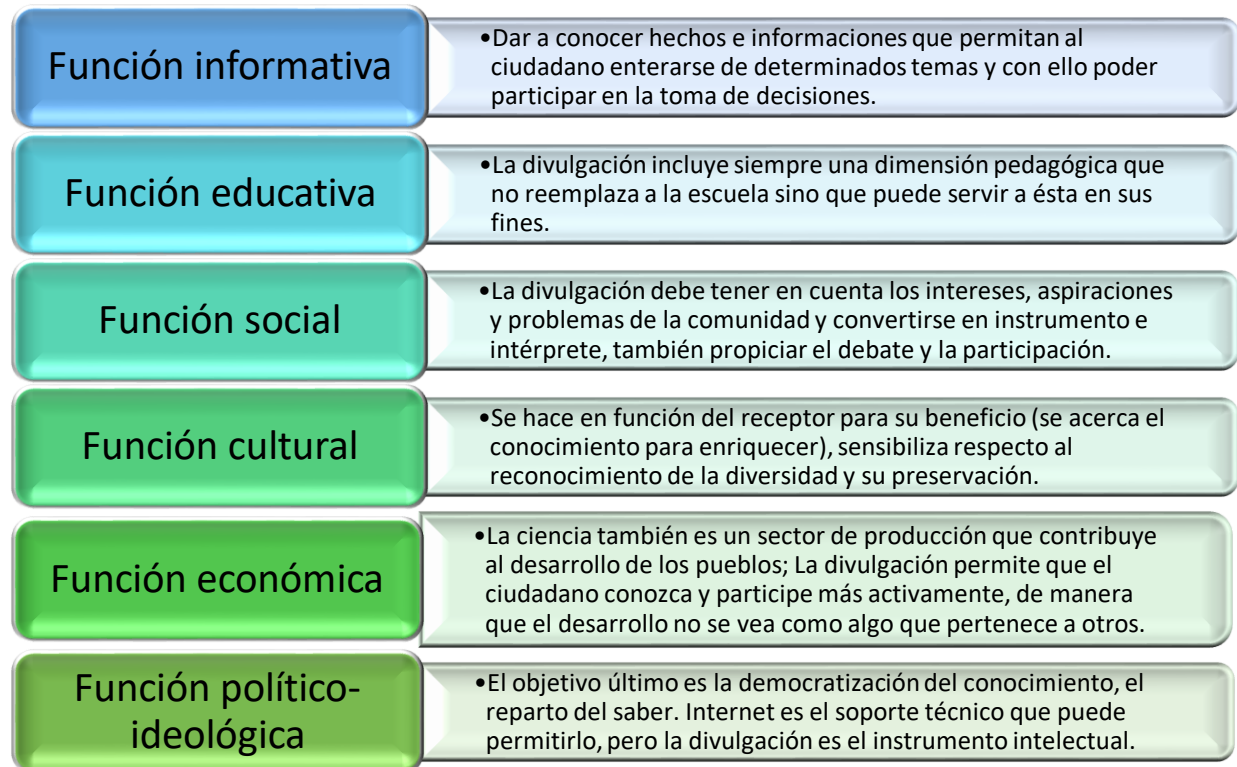 Función informativa
•Dar a conocer hechos e informaciones que permitan al
ciudadano enterarse de determinados temas y con ello poder
participar en la toma de decisiones.
Función educativa
•La divulgación incluye siempre una dimensión pedagógica que
no reemplaza a la escuela sino que puede servir a ésta en sus
fines.
Función social
•La divulgación debe tener en cuenta los intereses, aspiraciones
y problemas de la comunidad y convertirse en instrumento e
intérprete, también propiciar el debate y la participación.
Función cultural
•Se hace en función del receptor para su beneficio (se acerca el
conocimiento para enriquecer), sensibiliza respecto al
reconocimiento de la diversidad y su preservación.
Función económica
•La ciencia también es un sector de producción que contribuye
al desarrollo de los pueblos; La divulgación permite que el
ciudadano conozca y participe más activamente, de manera
que el desarrollo no se vea como algo que pertenece a otros.
Función político-
ideológica
•El objetivo último es la democratización del conocimiento, el
reparto del saber. Internet es el soporte técnico que puede
permitirlo, pero la divulgación es el instrumento intelectual.